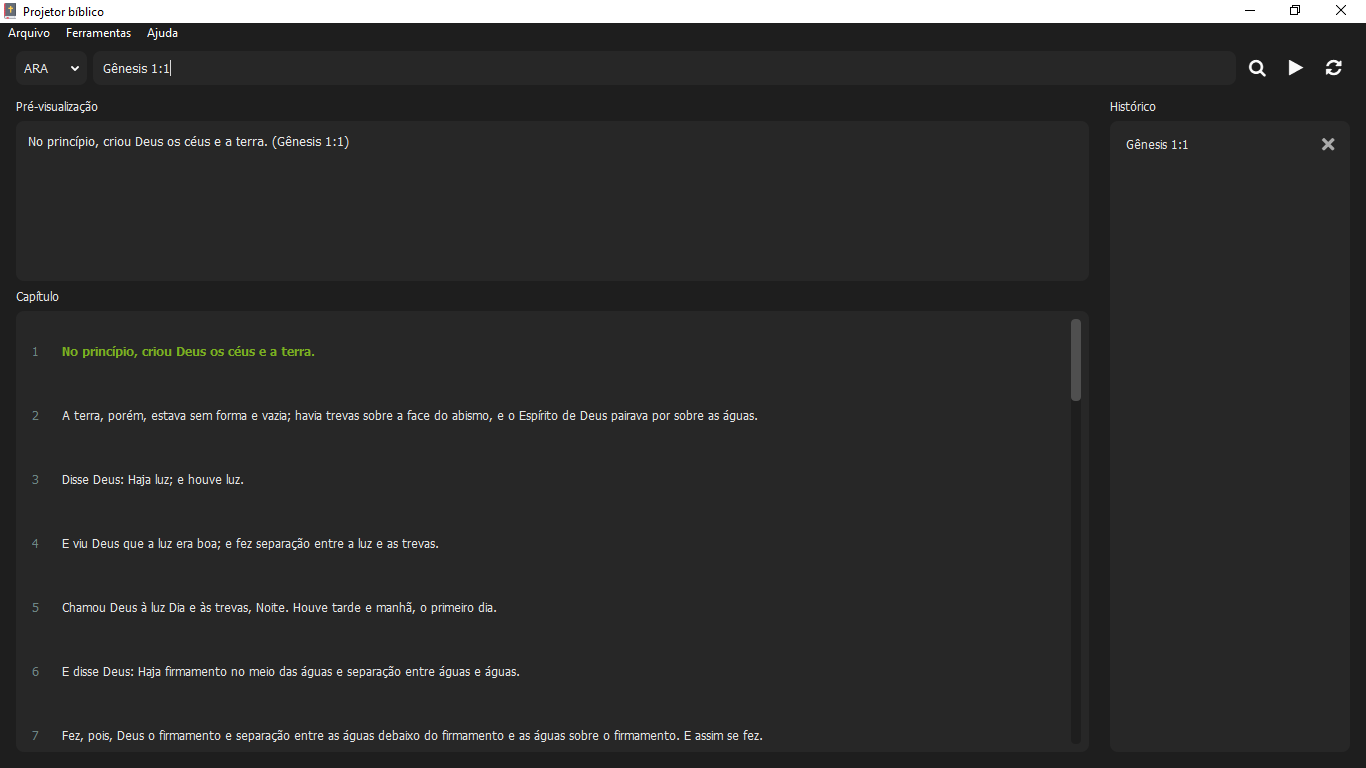 Projetor bíblico
Arquivo Ferramentas Ajuda
ARA Gênesis 1:1
Pré-visualização
No princípio, criou Deus os céus e a terra. (Gênesis 1:1)
Histórico
Gênesis 1:1
Capítulo
1 No princípio, criou Deus os céus e a terra.
2 A terra, porém, estava sem forma e vazia; havia trevas sobre a face do abismo, e o Espírito de Deus pairava por sobre as águas.
3 Disse Deus: Haja luz; e houve luz.
4 E viu Deus que a luz era boa; e fez separação entre a luz e as trevas.
5 Chamou Deus à luz Dia e às trevas, Noite. Houve tarde e manhã, o primeiro dia.
6 E disse Deus: Haja firmamento no meio das águas e separação entre águas e águas.
7 Fez, pois, Deus o firmamento e separação entre as águas debaixo do firmamento e as águas sobre o firmamento. E assim se fez.